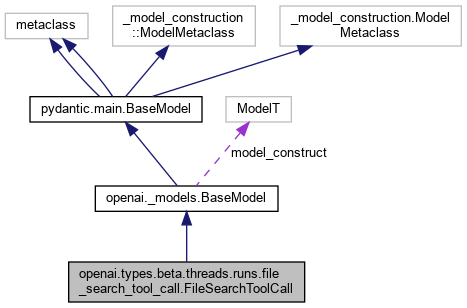 metaclass
_model_construction
::ModelMetaclass
_model_construction.Model
Metaclass
pydantic.main.BaseModel
ModelT
model_construct
openai._models.BaseModel
openai.types.beta.threads.runs.file
_search_tool_call.FileSearchToolCall